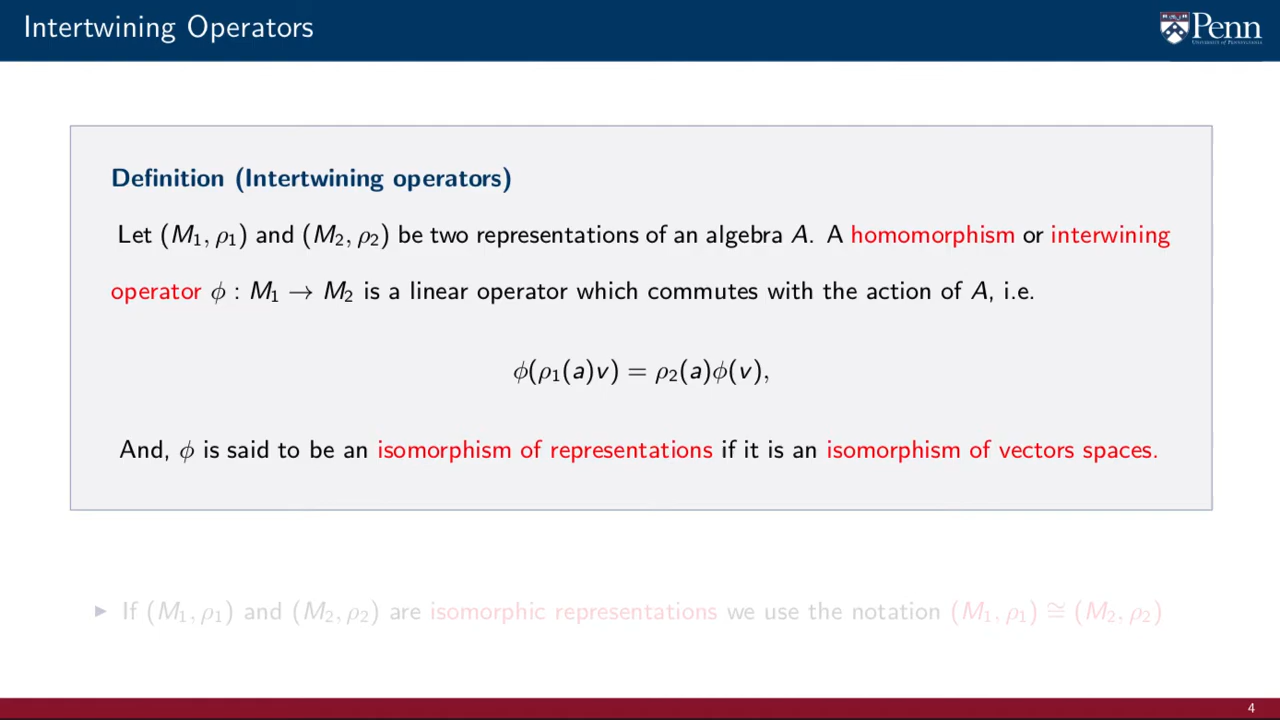 Intertwining Operators
Penn
UNIVERSITY OF PENNSYLVANIA
Definition (Intertwining operators)
Let (M₁, ρ₁) and (M₂, ρ₂) be two representations of an algebra A. A homomorphism or interwining
operator ϕ : M₁ → M₂ is a linear operator which commutes with the action of A, i.e.
ϕ(ρ₁(a)v) = ρ₂(a)ϕ(v),
And, ϕ is said to be an isomorphism of representations if it is an isomorphism of vectors spaces.
▶ If (M₁, ρ₁) and (M₂, ρ₂) are isomorphic representations we use the notation (M₁, ρ₁) ≅ (M₂, ρ₂)
4